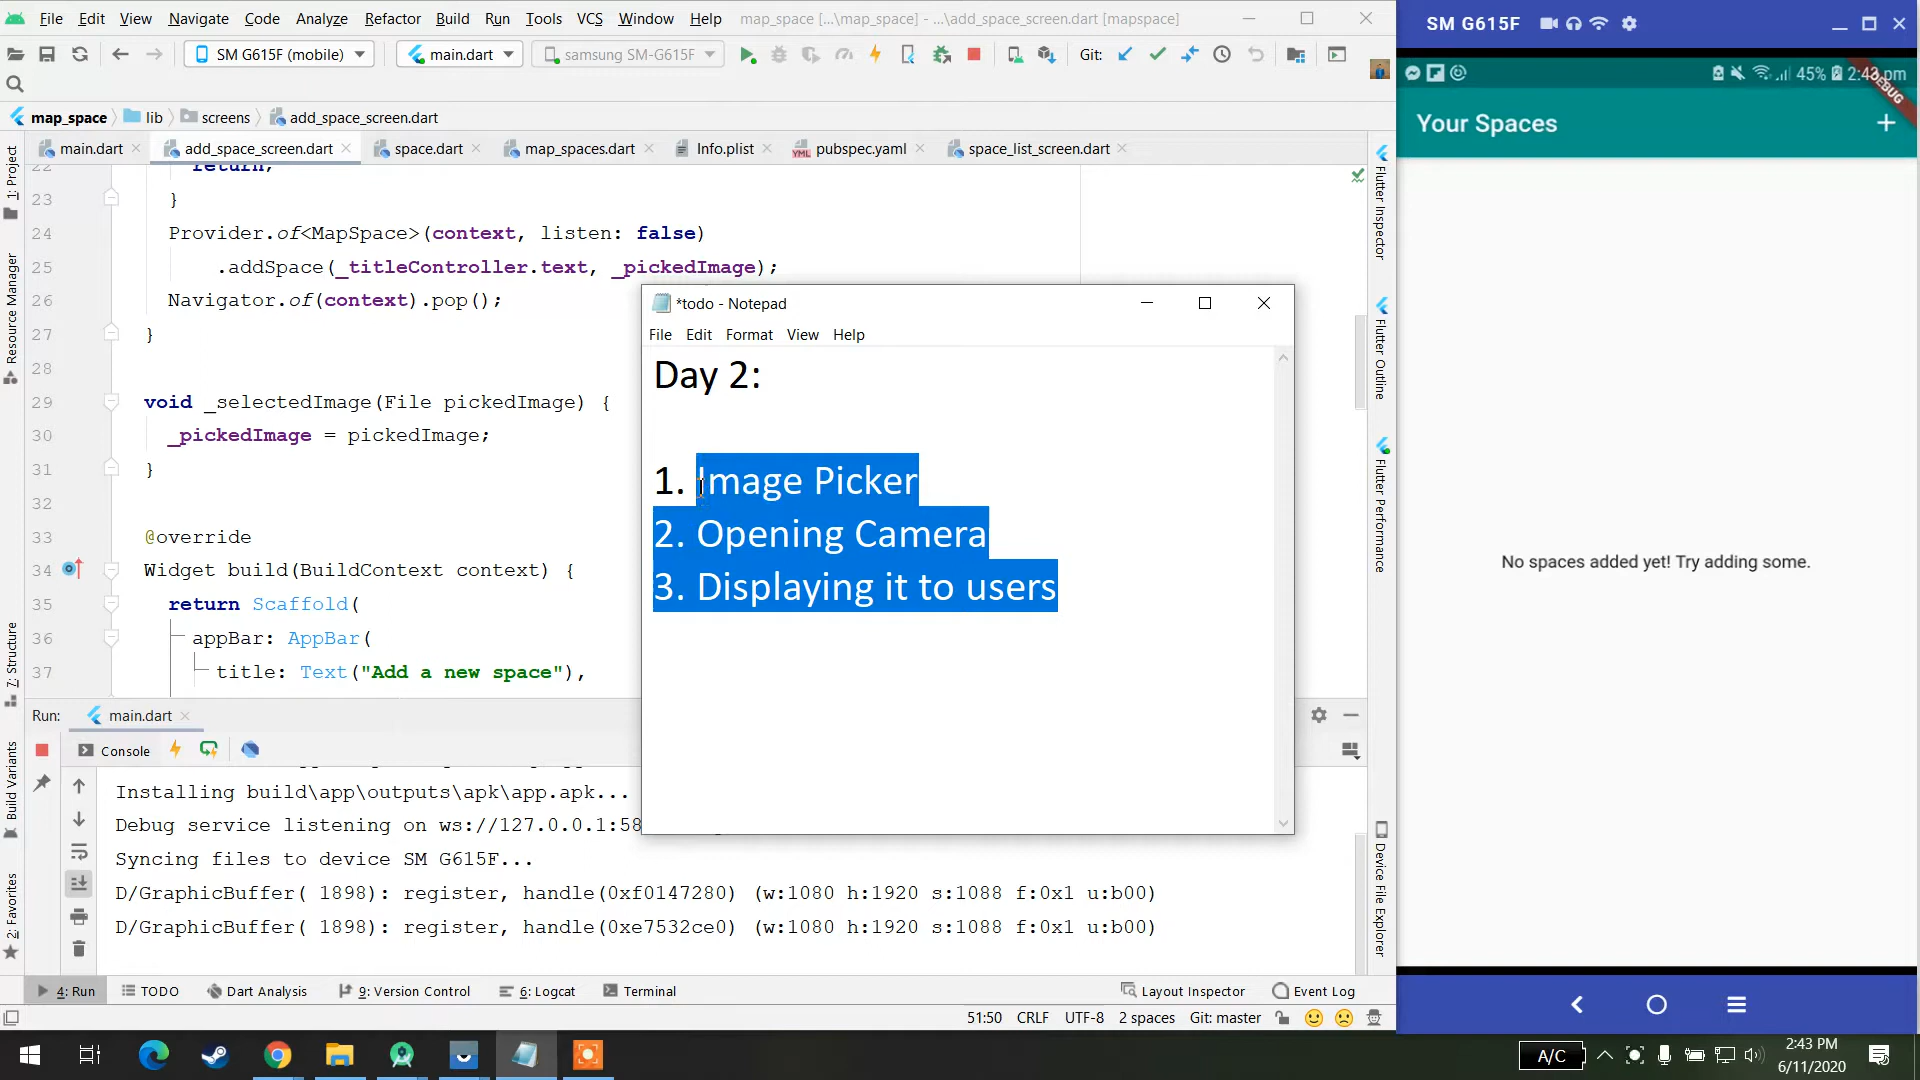 File Edit View Navigate Code Analyze Refactor Build Run Tools VCS Window Help map_space [...\map_space] - ...\add_space_screen.dart [mapspace]
SM G615F
SM G615F (mobile) main.dart samsung SM-G615F Git:
45% 2:43 pm
DEBUG
map_space lib screens add_space_screen.dart
Your Spaces +
main.dart add_space_screen.dart space.dart map_spaces.dart Info.plist YML pubspec.yaml space_list_screen.dart
1: Project
Resource Manager
7: Structure
Build Variants
2: Favorites
22 return;
23 }
24 Provider.of<MapSpace>(context, listen: false)
25 .addSpace(_titleController.text, _pickedImage);
26 Navigator.of(context).pop();
27 }
28
29 void _selectedImage(File pickedImage) {
30 _pickedImage = pickedImage;
31 }
32
33 @override
34 Widget build(BuildContext context) {
35 return Scaffold(
36 appBar: AppBar(
37 title: Text("Add a new space"),
*todo - Notepad
File Edit Format View Help
Day 2:
1. Image Picker
2. Opening Camera
3. Displaying it to users
Flutter Inspector
Flutter Outline
Flutter Performance
Device File Explorer
No spaces added yet! Try adding some.
Run: main.dart
Console
Installing build\app\outputs\apk\app.apk...
Debug service listening on ws://127.0.0.1:58
Syncing files to device SM G615F...
D/GraphicBuffer( 1898): register, handle(0xf0147280) (w:1080 h:1920 s:1088 f:0x1 u:b00)
D/GraphicBuffer( 1898): register, handle(0xe7532ce0) (w:1080 h:1920 s:1088 f:0x1 u:b00)
4: Run TODO Dart Analysis 9: Version Control 6: Logcat Terminal Layout Inspector Event Log
51:50 CRLF UTF-8 2 spaces Git: master
A/C
2:43 PM
6/11/2020